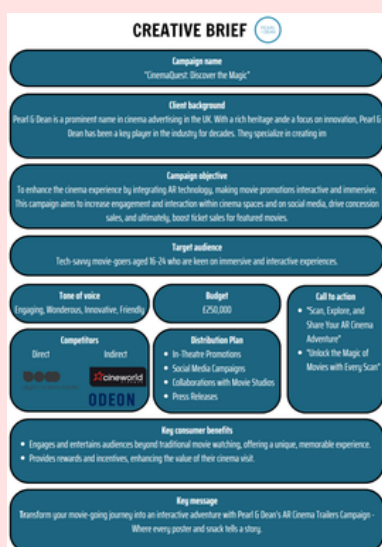 CREATIVE BRIEF
Campaign name
"CinemaQuest: Discover the Magic"
Client background
Pearl & Dean is a prominent name in cinema advertising in the UK. With a rich heritage ande a focus on innovation, Pearl &
Dean has been a key player in the industry for decades. They specialize in creating im
Campaign objective
To enhance the cinema experience by integrating AR technology, making movie promotions interactive and immersive.
This campaign aims to increase engagement and interaction within cinema spaces and on social media, drive concession
sales, and ultimately, boost ticket sales for featured movies.
Target audience
Tech-savvy movie-goers aged 16-24 who are keen on immersive and interactive experiences.
Tone of voice
Engaging, Wonderous, Innovative, Friendly
Budget
£250,000
Call to action
• "Scan, Explore, and
Share Your AR Cinema
Adventure"
• "Unlock the Magic of
Movies with Every Scan"
Competitors
Direct
Indirect
cineworld
ODEON
Distribution Plan
• In-Theatre Promotions
• Social Media Campaigns
• Collaborations with Movie Studios
• Press Releases
Key consumer benefits
• Engages and entertains audiences beyond traditional movie watching, offering a unique, memorable experience.
• Provides rewards and incentives, enhancing the value of their cinema visit.
Key message
Transform your movie-going journey into an interactive adventure with Pearl & Dean's AR Cinema Trailers Campaign -
Where every poster and snack tells a story.